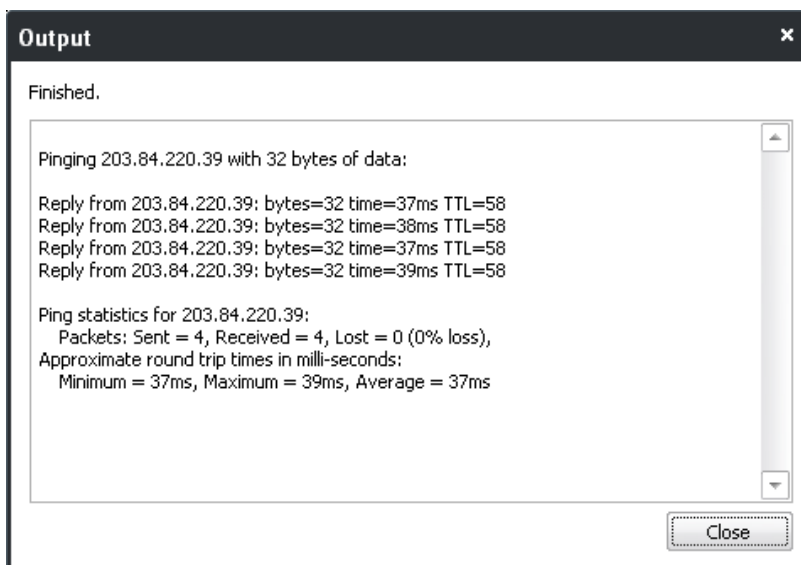 Output
Finished.
Pinging 203.84.220.39 with 32 bytes of data:
Reply from 203.84.220.39: bytes=32 time=37ms TTL=58
Reply from 203.84.220.39: bytes=32 time=38ms TTL=58
Reply from 203.84.220.39: bytes=32 time=37ms TTL=58
Reply from 203.84.220.39: bytes=32 time=39ms TTL=58
Ping statistics for 203.84.220.39:
Packets: Sent = 4, Received = 4, Lost = 0 (0% loss),
Approximate round trip times in milli-seconds:
Minimum = 37ms, Maximum = 39ms, Average = 37ms
Close